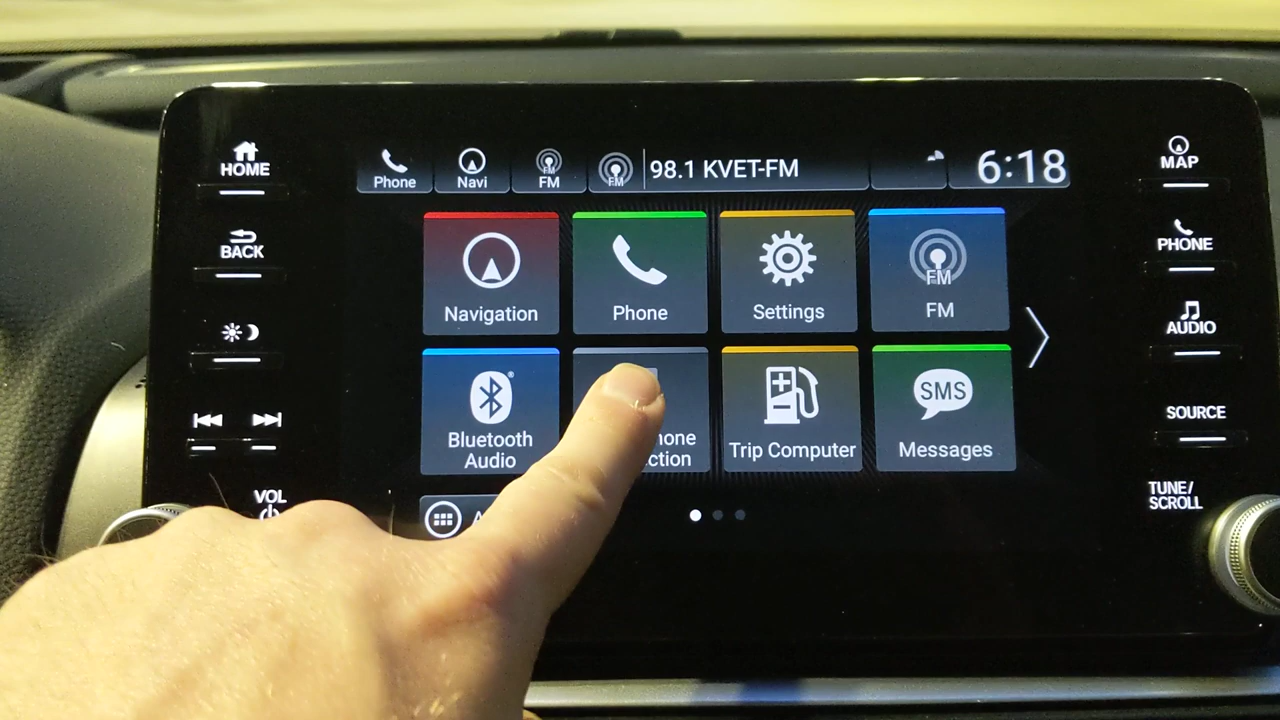 HOME
BACK
VOL
Phone
Navi
FM
FM
FM
98.1 KVET-FM
6:18
Navigation
Phone
Settings
FM
FM
Bluetooth
Audio
Trip Computer
SMS
Messages
MAP
PHONE
AUDIO
SOURCE
TUNE/
SCROLL